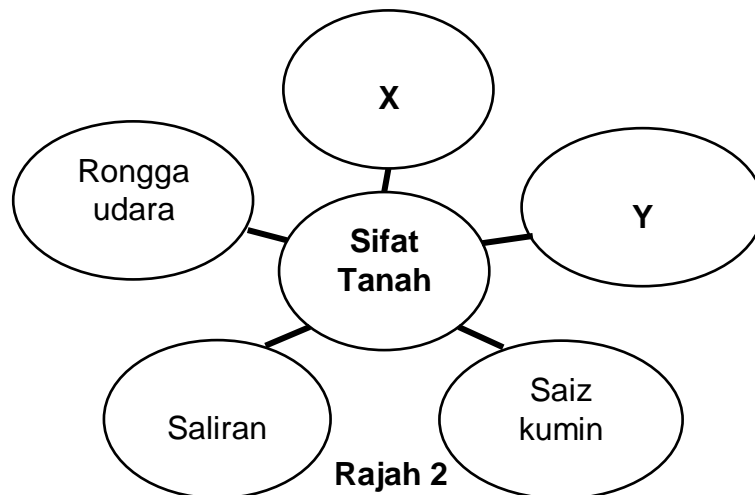 X
Rongga
udara
Y
Sifat
Tanah
Saliran
Saiz
kumin
Rajah 2